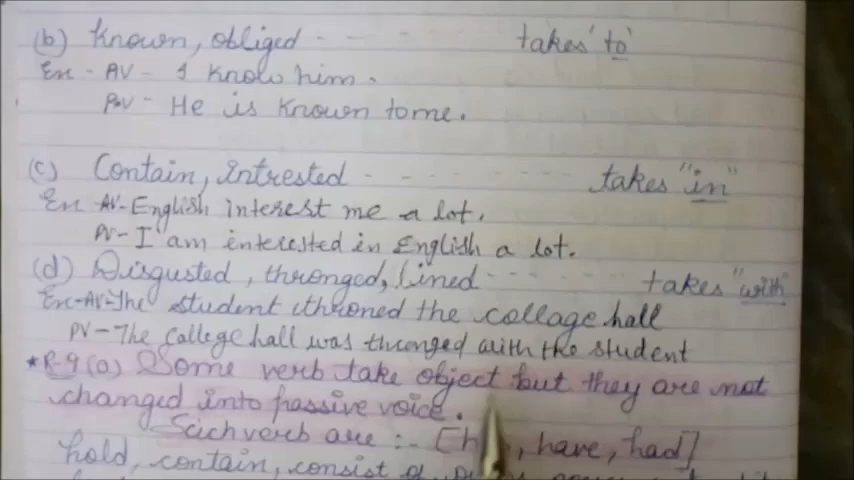 (b) Known, obliged - - - - takes 'to'
Ex - AV - I know him.
PV - He is known to me.
(c) Contain, Intrested - - - - - - - - takes "in"
Ex AV- English interest me a lot.
PV - I am interested in English a lot.
(d) Disgusted, thronged, lined - - - - - takes "with"
Ex-AV-The student throned the collage hall
PV - The College hall was thronged with the student
*R-9 (a) Some verb take object but they are not
changed into passive voice.
Such verb are :- [ have, had]
hold, contain, consist of